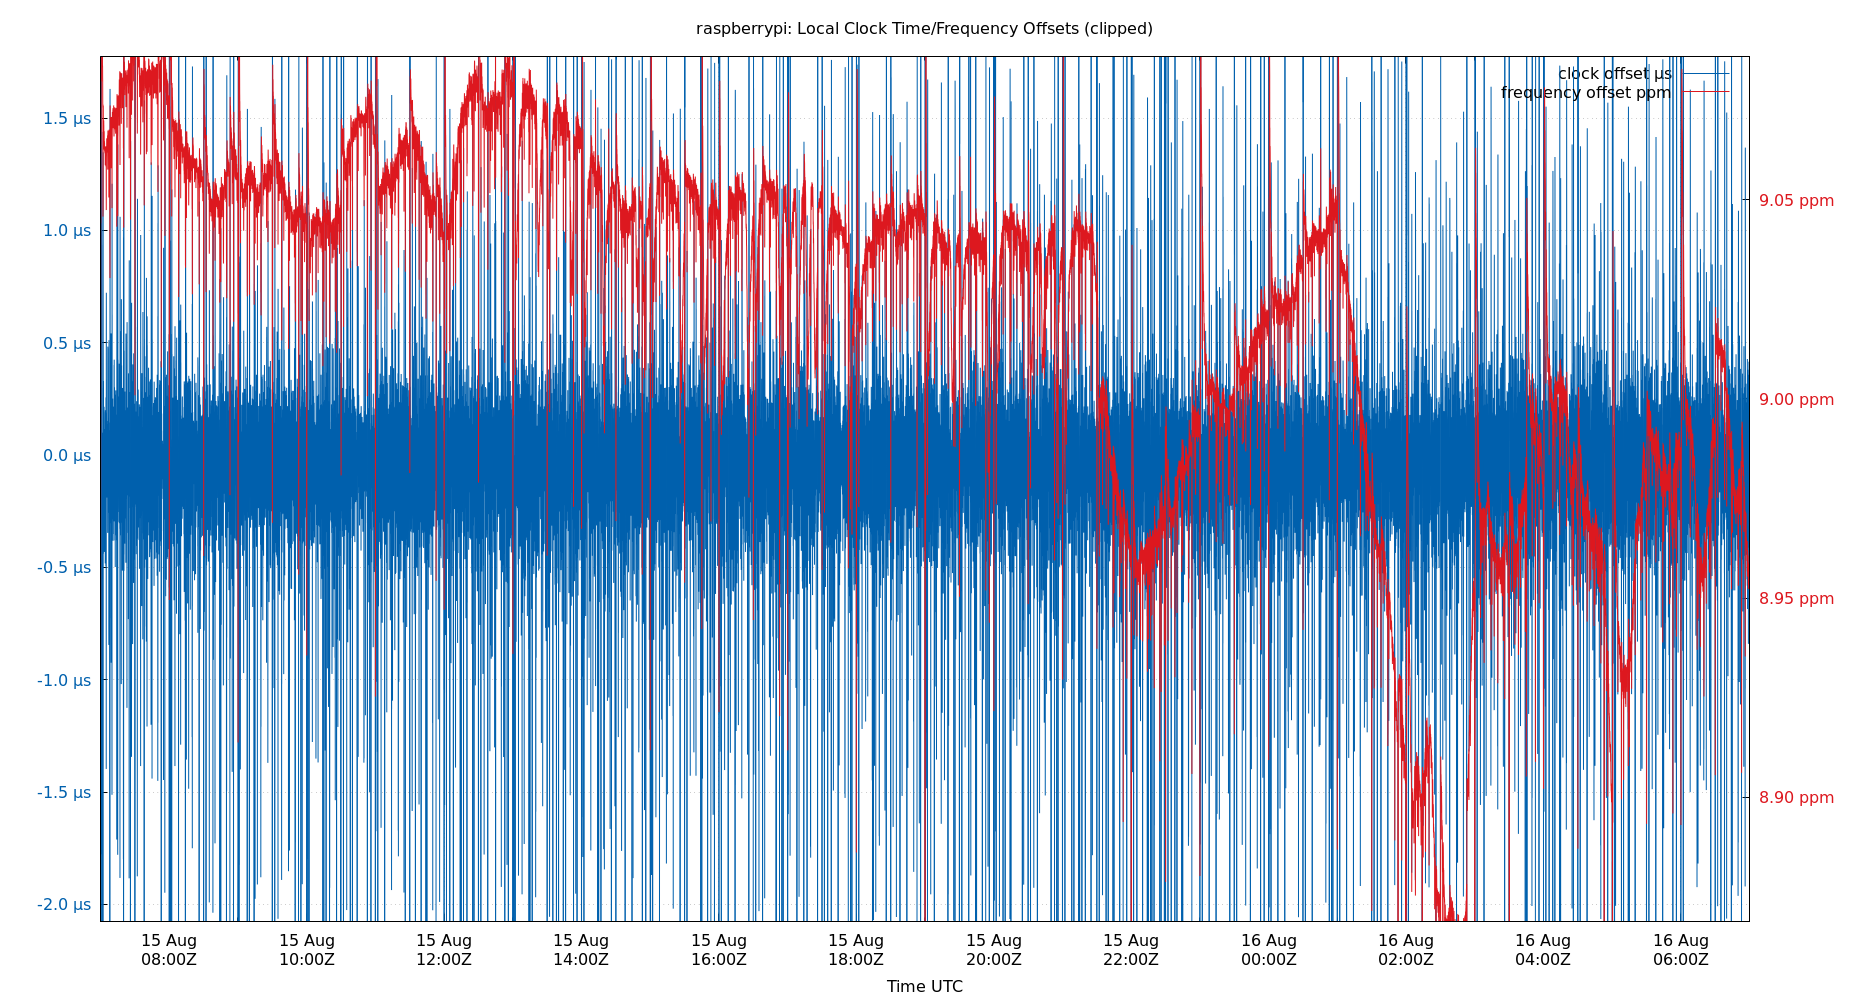 raspberrypi: Local Clock Time/Frequency Offsets (clipped)
clock offset µs
frequency offset ppm
1.5 µs
1.0 µs
0.5 µs
0.0 µs
-0.5 µs
-1.0 µs
-1.5 µs
-2.0 µs
9.05 ppm
9.00 ppm
8.95 ppm
8.90 ppm
15 Aug 15 Aug 15 Aug 15 Aug 15 Aug 15 Aug 15 Aug 15 Aug 16 Aug 16 Aug 16 Aug 16 Aug
08:00Z 10:00Z 12:00Z 14:00Z 16:00Z 18:00Z 20:00Z 22:00Z 00:00Z 02:00Z 04:00Z 06:00Z
Time UTC